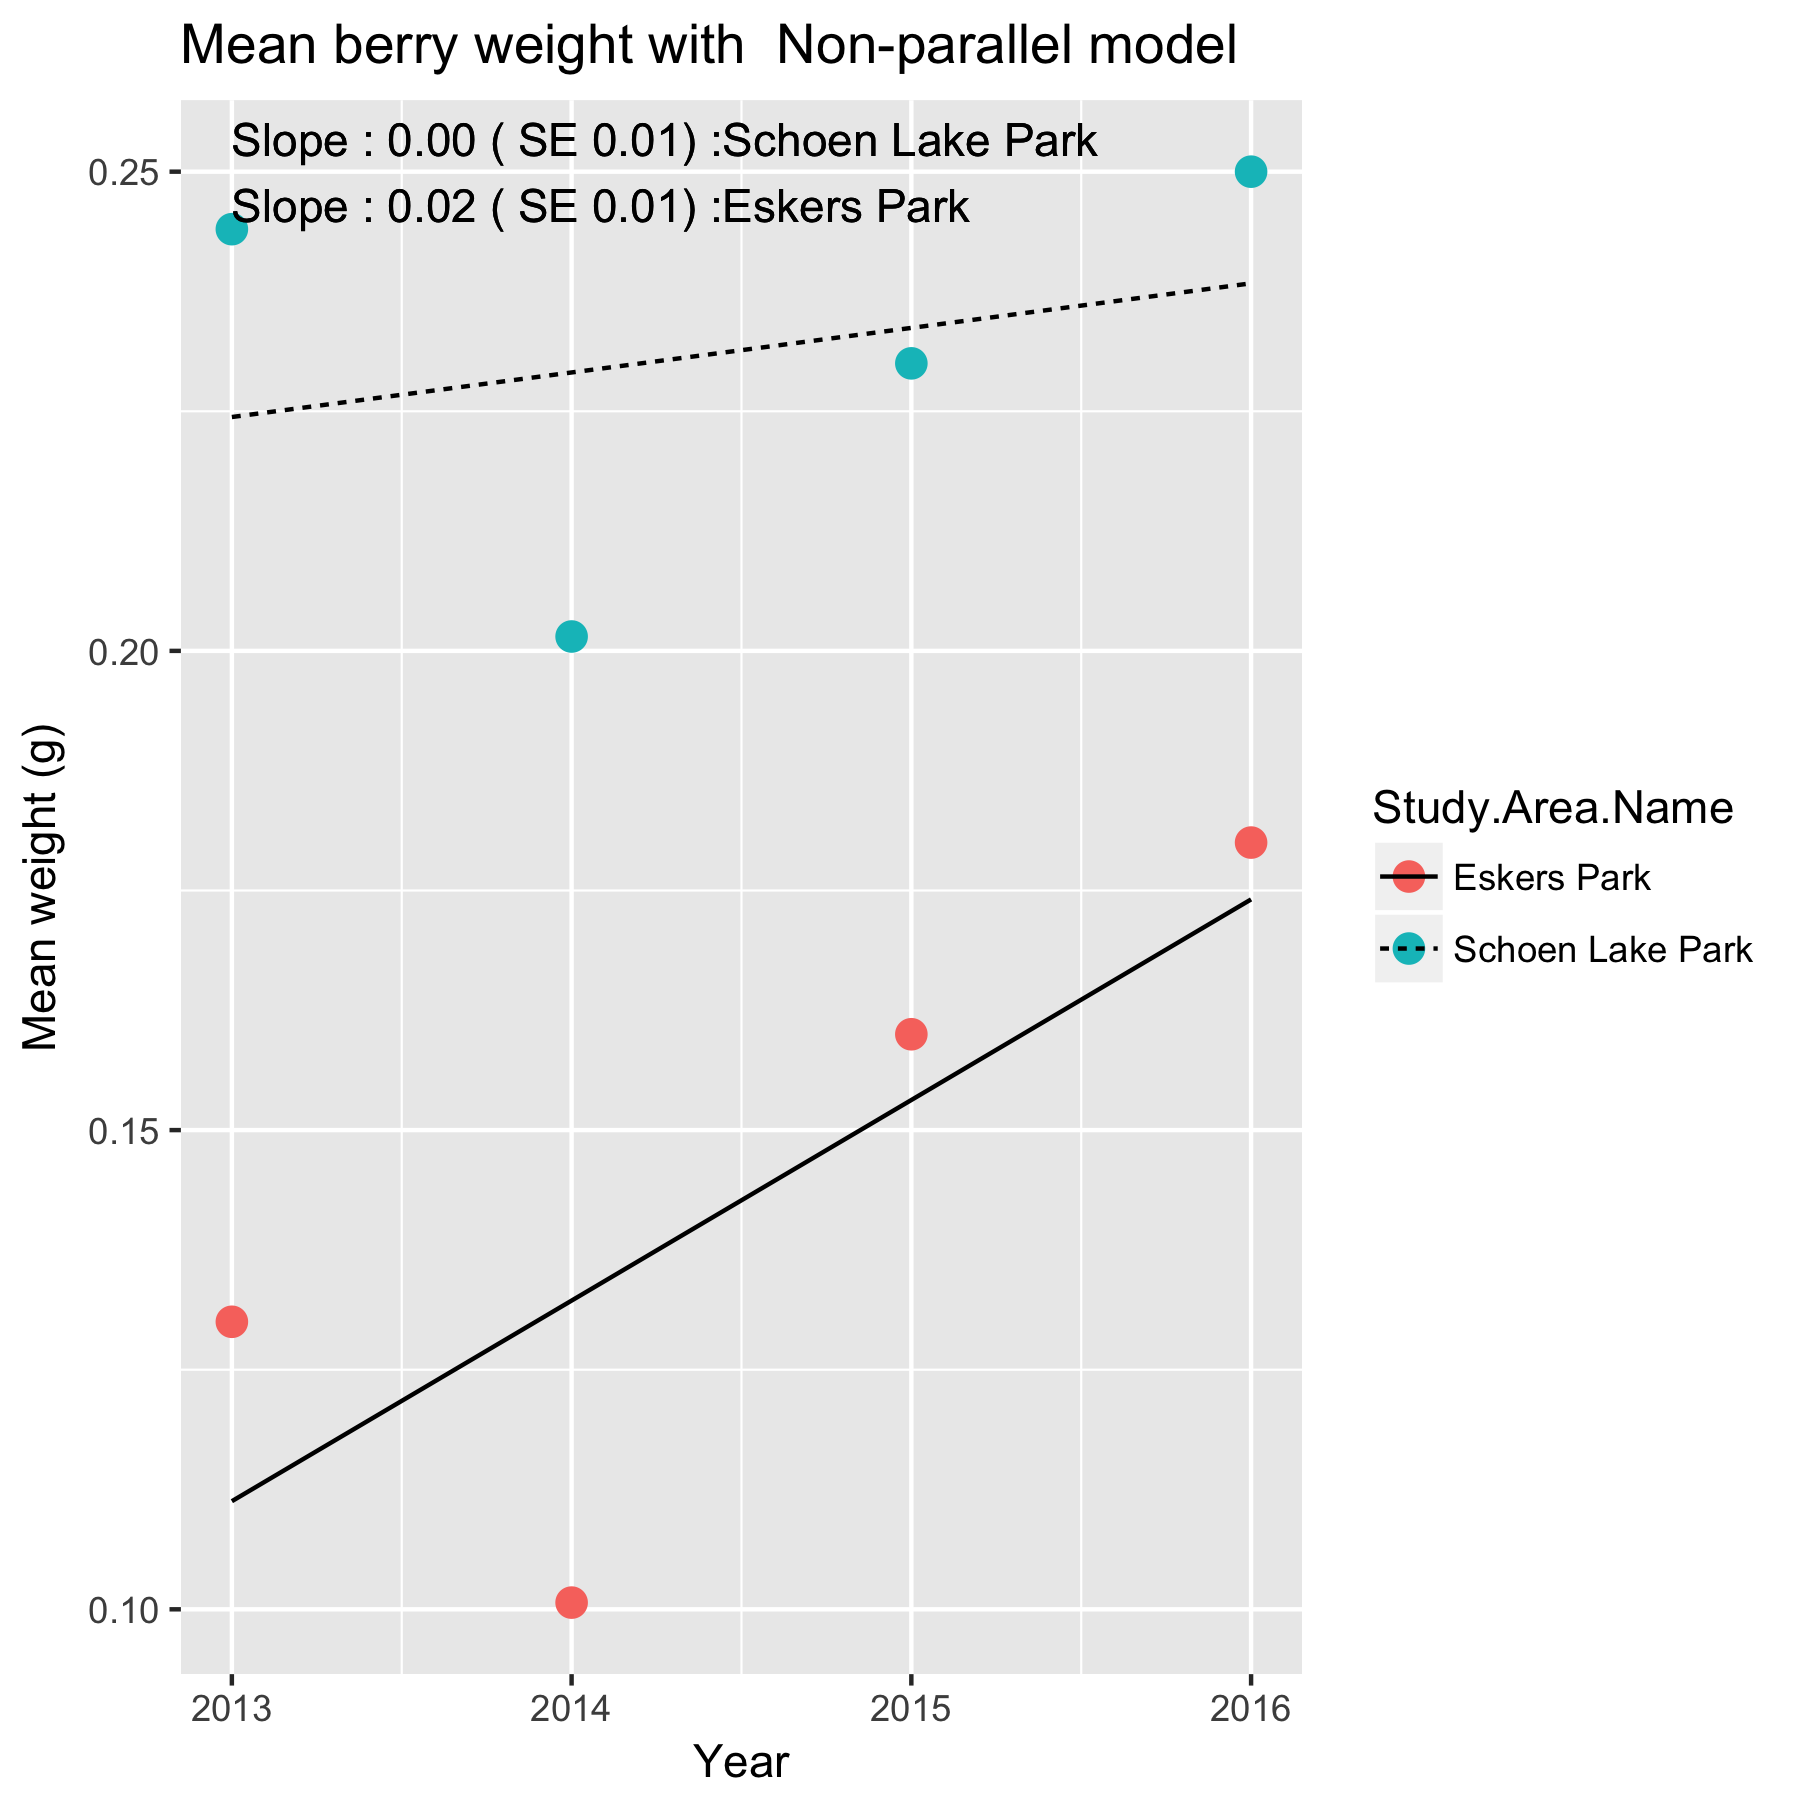 Mean berry weight with  Non-parallel model
Slope : 0.00 ( SE 0.01) :Schoen Lake Park
Slope : 0.02 ( SE 0.01) :Eskers Park
0.25
0.20
0.15
0.10
Mean weight (g)
2013 2014 2015 2016
Year
Study.Area.Name
Eskers Park
Schoen Lake Park